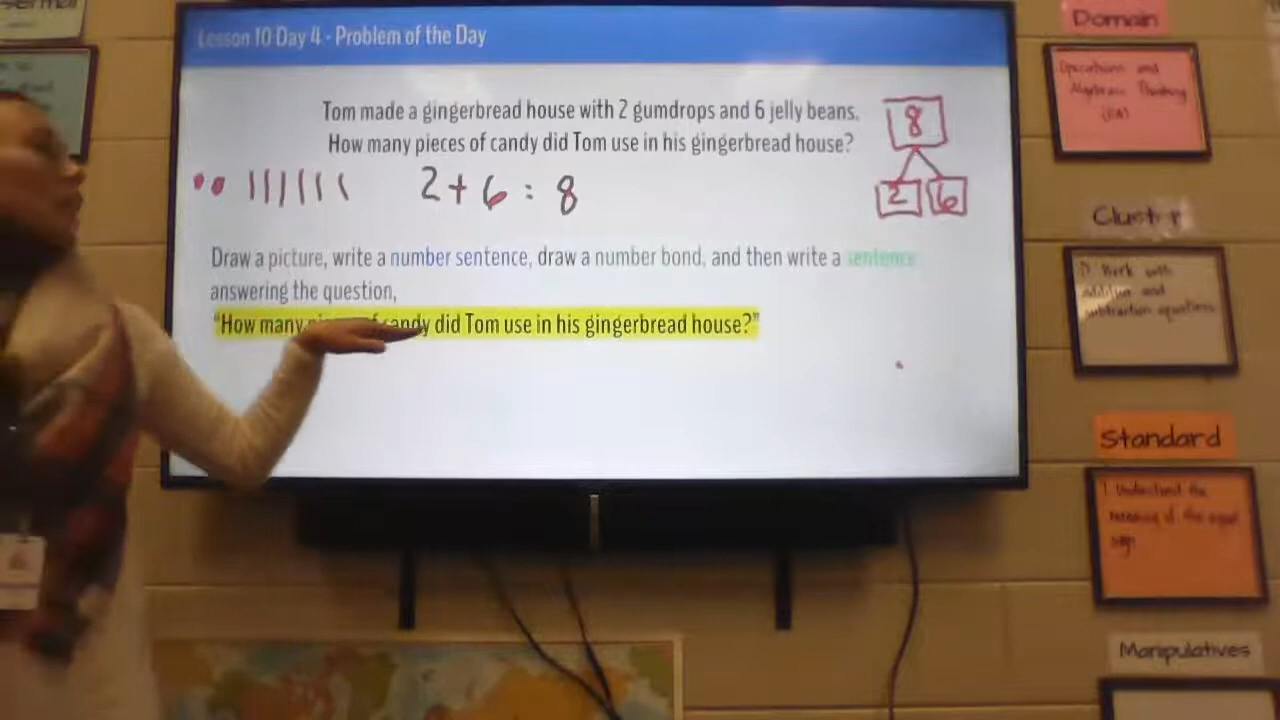 Lesson 10 Day 4 - Problem of the Day
Tom made a gingerbread house with 2 gumdrops and 6 jelly beans.
How many pieces of candy did Tom use in his gingerbread house?
8
2 6
2 + 6 = 8
Draw a picture, write a number sentence, draw a number bond, and then write a sentence
answering the question,
"How many pieces of candy did Tom use in his gingerbread house?"
Domain
Operations and
Algebraic Thinking
(OA)
Cluster
D. Work with
addition and
subtraction equations.
Standard
1. Understand the
meaning of the equal
sign
Manipulatives